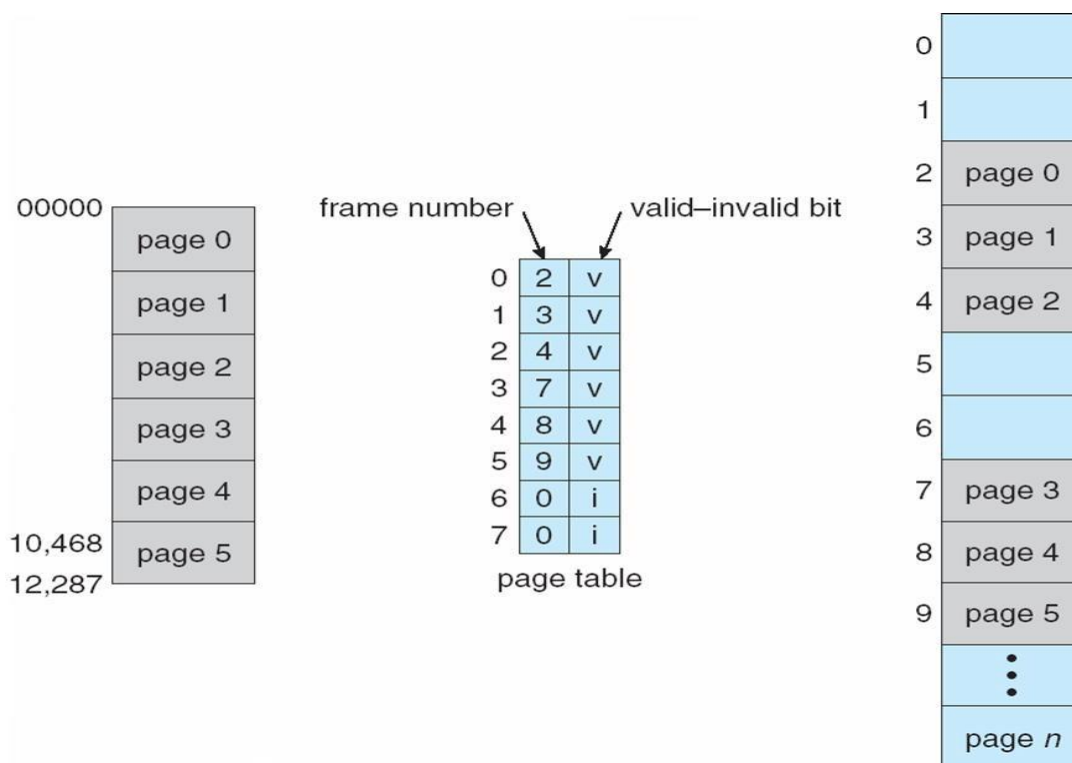 00000
page 0
page 1
page 2
page 3
page 4
10,468
page 5
12,287
frame number
valid–invalid bit
0 2 v
1 3 v
2 4 v
3 7 v
4 8 v
5 9 v
6 0 i
7 0 i
page table
0
1
2 page 0
3 page 1
4 page 2
5
6
7 page 3
8 page 4
9 page 5
page n